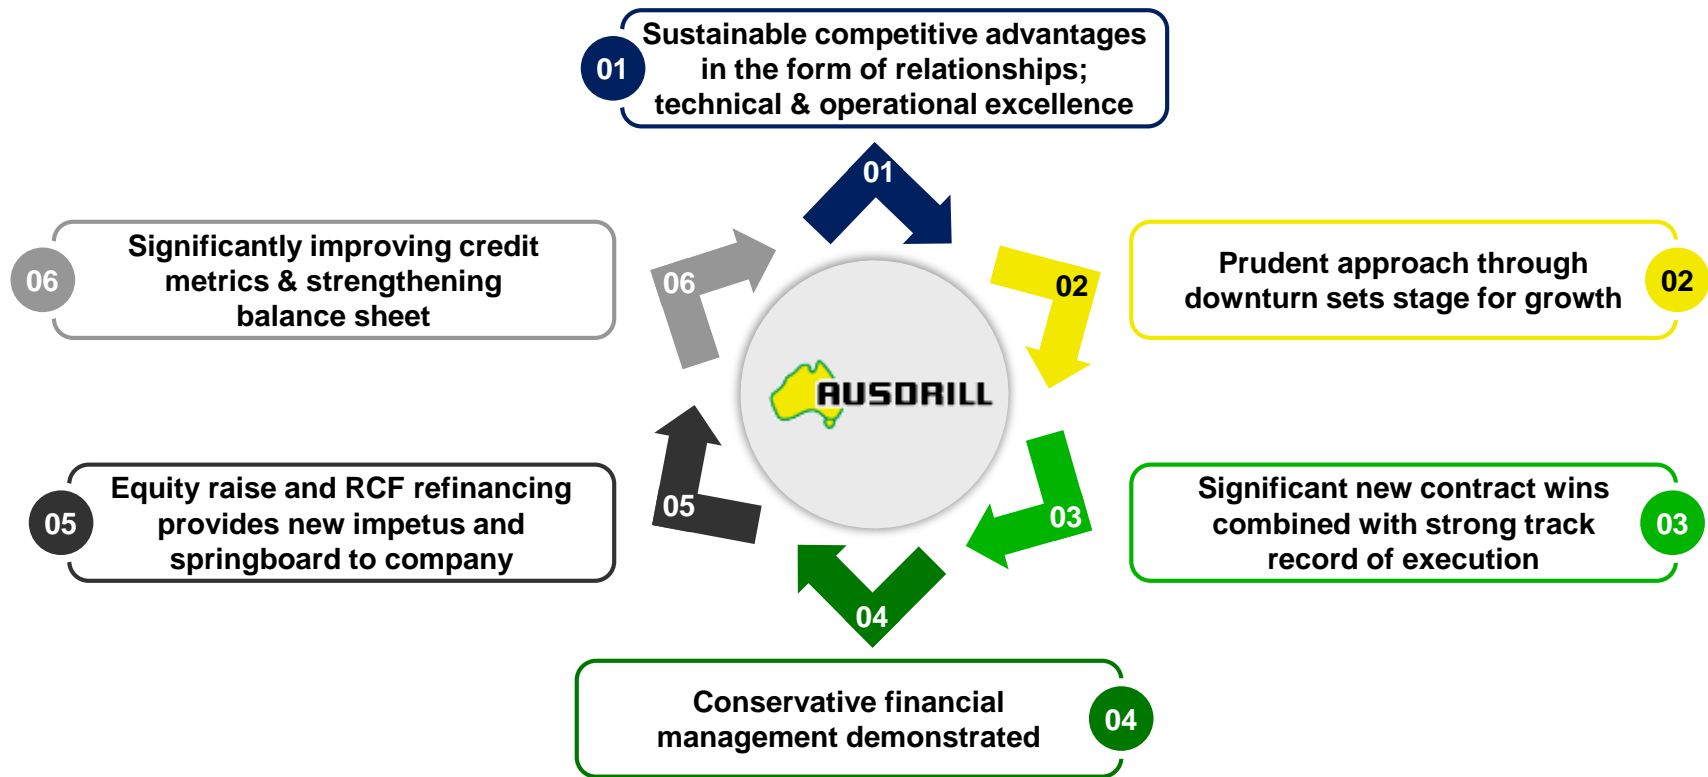 01
Sustainable competitive advantages
in the form of relationships;
technical & operational excellence
01
06
Significantly improving credit
metrics & strengthening
balance sheet
06
02
Prudent approach through
downturn sets stage for growth
02
AUSDRILL
05
Equity raise and RCF refinancing
provides new impetus and
springboard to company
05
03
Significant new contract wins
combined with strong track
record of execution
03
04
Conservative financial
management demonstrated
04